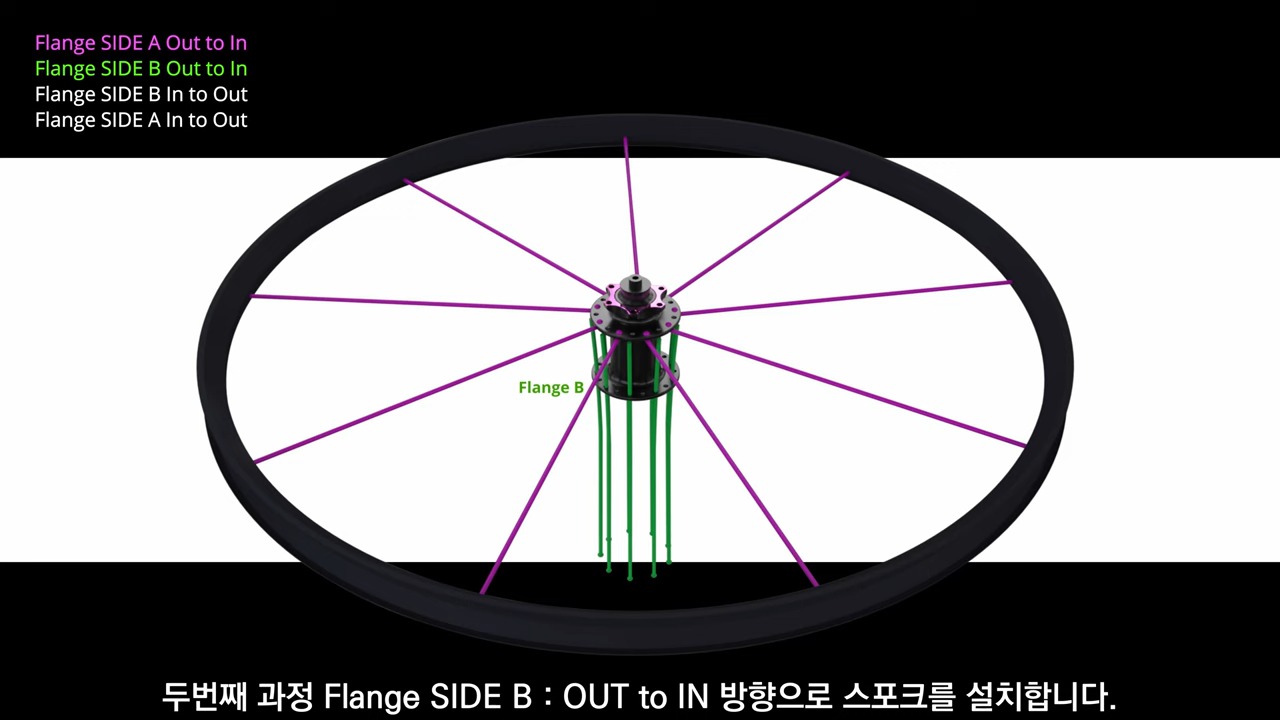 Flange SIDE A Out to In
Flange SIDE B Out to In
Flange SIDE B In to Out
Flange SIDE A In to Out
Flange B
두번째 과정 Flange SIDE B : OUT to IN 방향으로 스포크를 설치합니다.